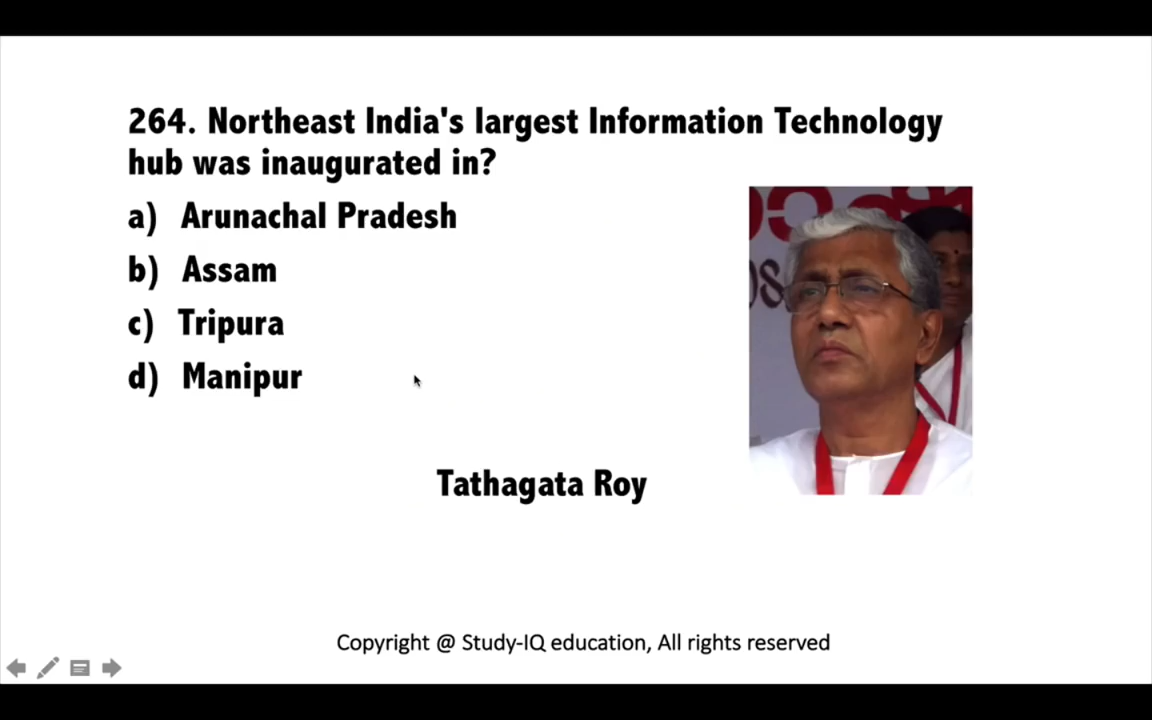 264. Northeast India's largest Information Technology
hub was inaugurated in?
a) Arunachal Pradesh
b) Assam
c) Tripura
d) Manipur
Tathagata Roy
Copyright @ Study-IQ education, All rights reserved